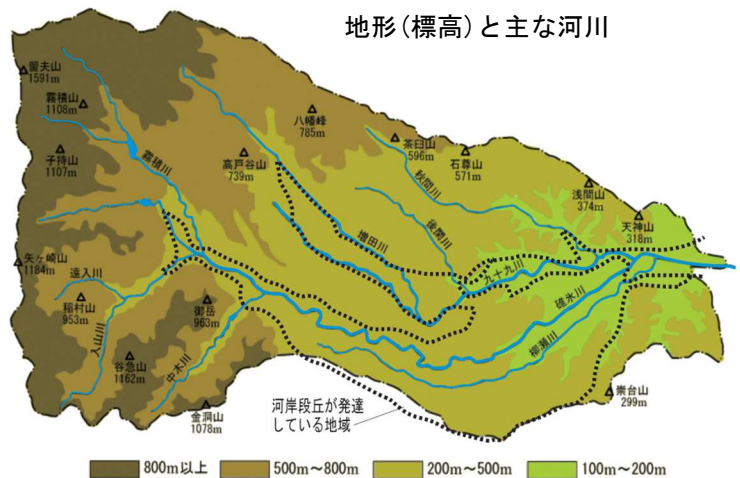 地形(標高)と主な河川
留夫山
1591m
霧積山
1108m
子持山
1107m
矢ヶ崎山
1184m
遠入川
稲村山
953m
入山川
谷急山
1162m
中木川
御岳
963m
金洞山
1078m
霧積川
高戸谷山
739m
八幡峰
785m
茶臼山
596m
石尊山
571m
秋間川
後閑川
増田川
九十九川
浅間山
374m
天神山
318m
碓氷川
柳瀬川
崇台山
299m
河岸段丘が発達
している地域
800m以上
500m～800m
200m～500m
100m～200m